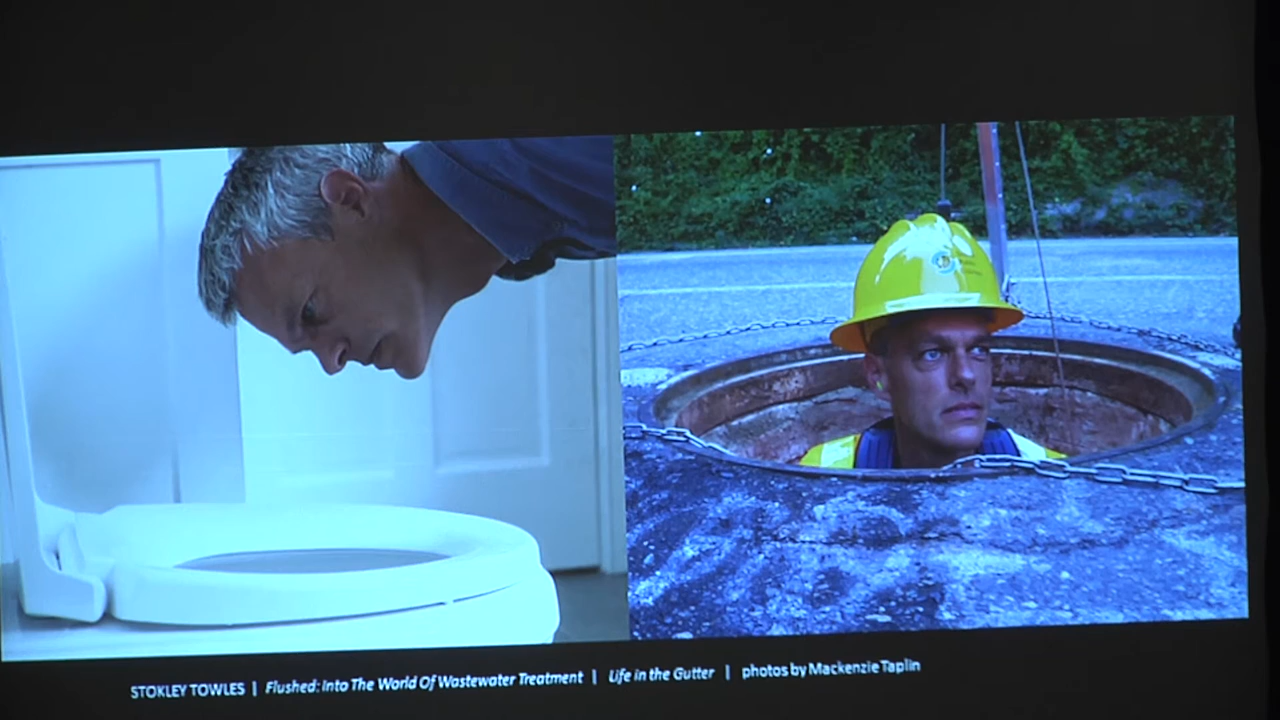 STOKLEY TOWLES | Flushed: Into The World Of Wastewater Treatment | Life in the Gutter | photos by Mackenzie Taplin